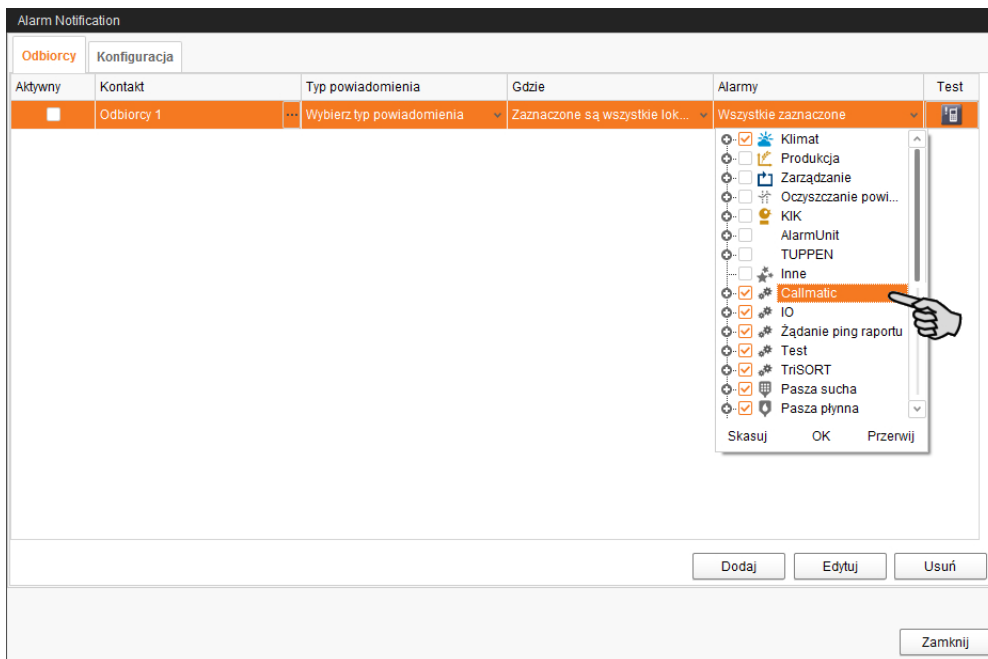 Alarm Notification
Odbiorcy Konfiguracja
Aktywny Kontakt Typ powiadomienia Gdzie Alarmy Test
Odbiorcy 1 ... Wybierz typ powiadomienia Zaznaczone są wszystkie lok... Wszystkie zaznaczone
Klimat
Produkcja
Zarządzanie
Oczyszczanie powi...
KIK
AlarmUnit
TUPPEN
Inne
Callmatic
IO
Żądanie ping raportu
Test
TriSORT
Pasza sucha
Pasza płynna
Skasuj OK Przerwij
Dodaj Edytuj Usuń
Zamknij